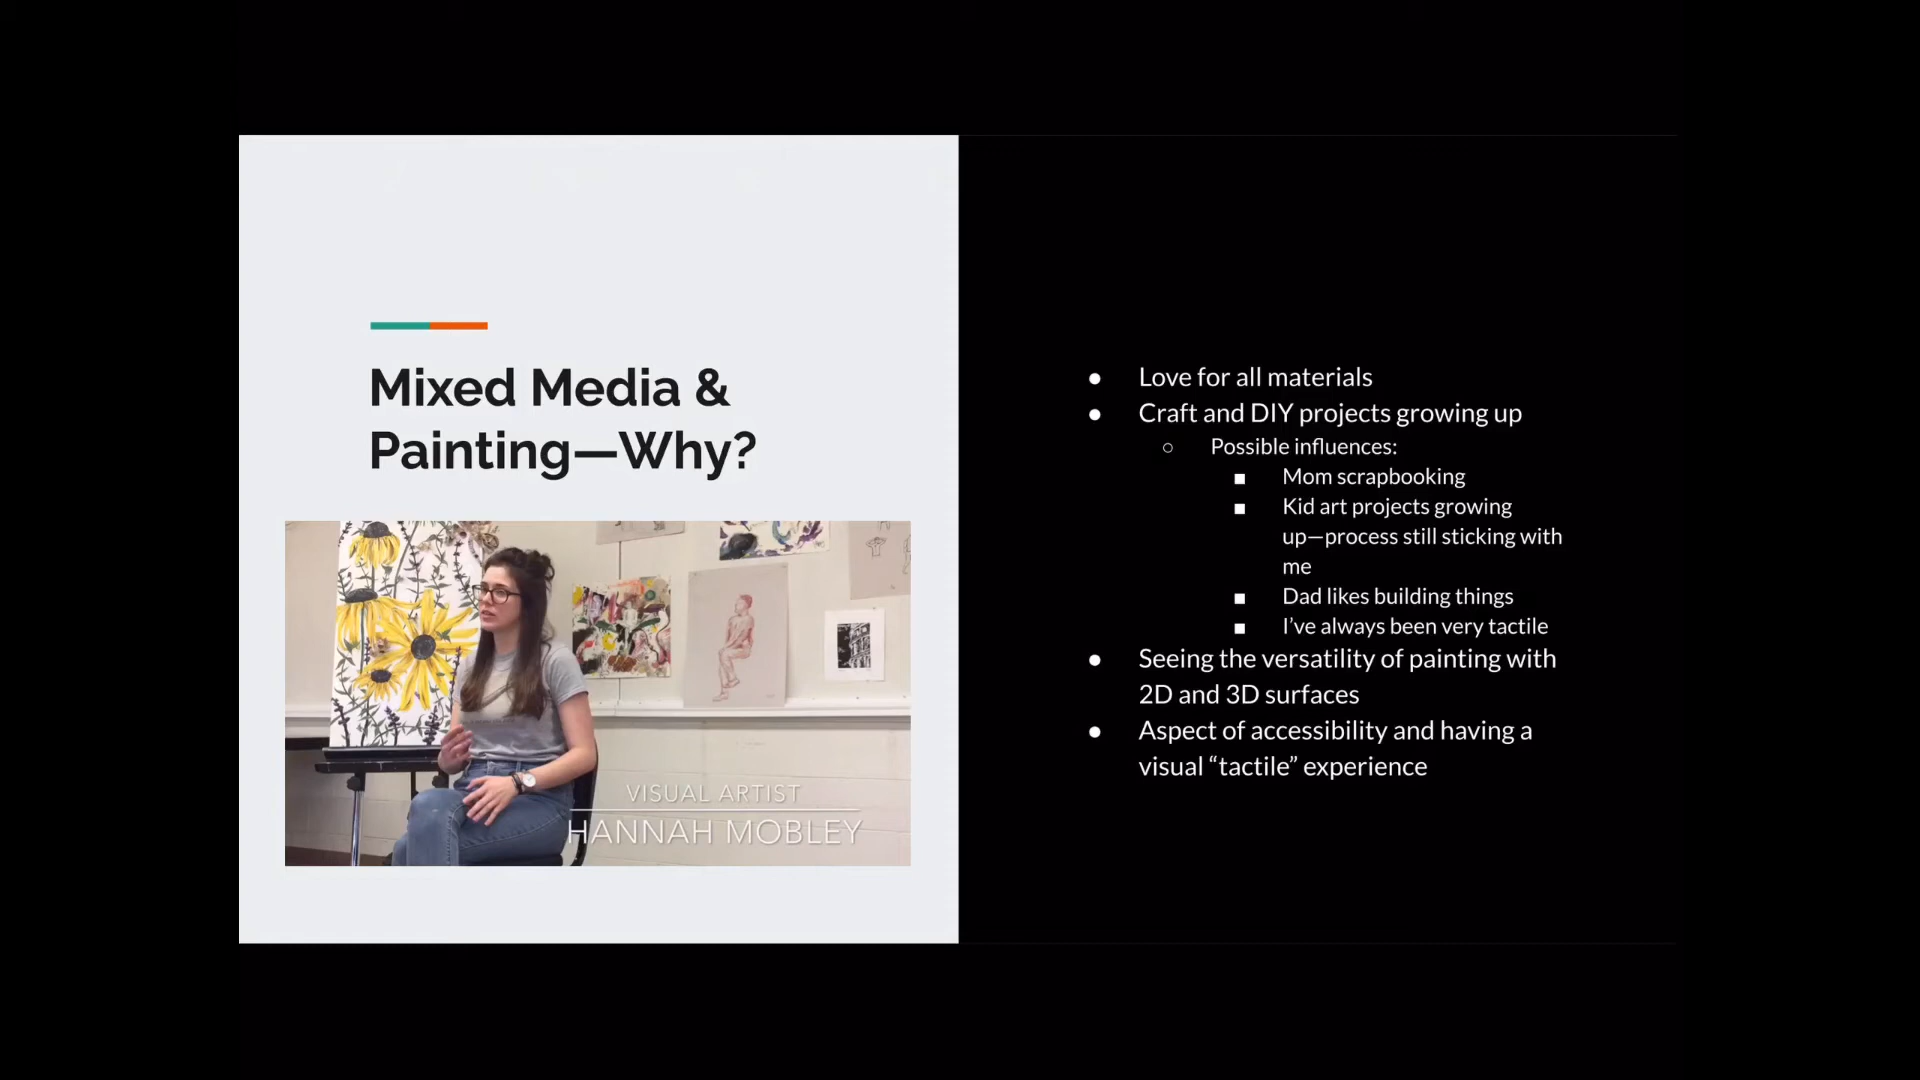 Mixed Media &
Painting—Why?
VISUAL ARTIST
HANNAH MOBLEY
● Love for all materials
● Craft and DIY projects growing up
○ Possible influences:
■ Mom scrapbooking
■ Kid art projects growing
up—process still sticking with
me
■ Dad likes building things
■ I’ve always been very tactile
● Seeing the versatility of painting with
2D and 3D surfaces
● Aspect of accessibility and having a
visual “tactile” experience